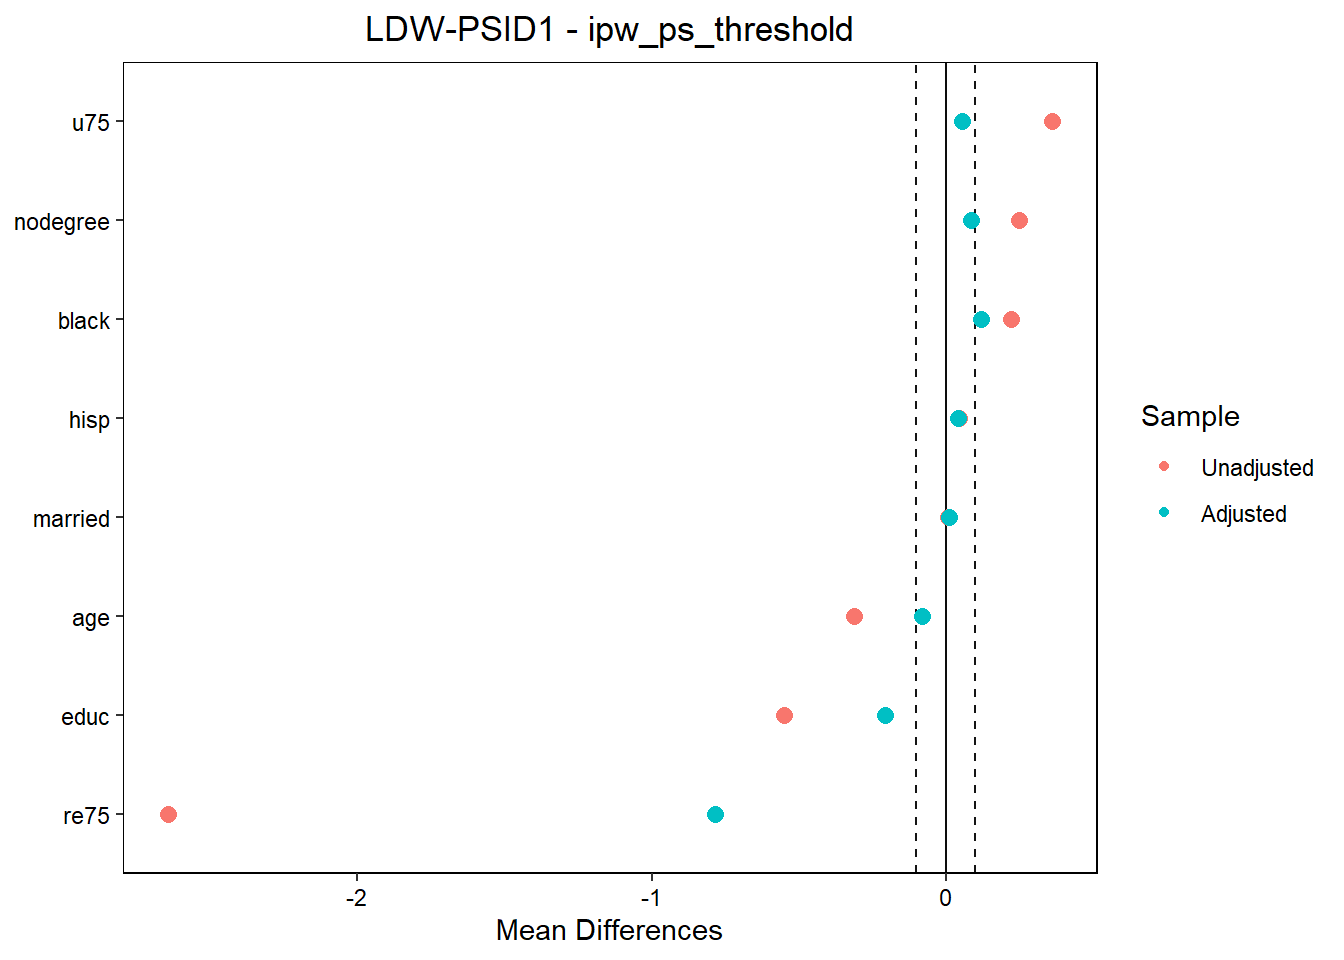 LDW-PSID1 - ipw_ps_threshold
u75
nodegree
black
hisp
married
age
educ
re75
-2
-1
0
Mean Differences
Sample
Unadjusted
Adjusted